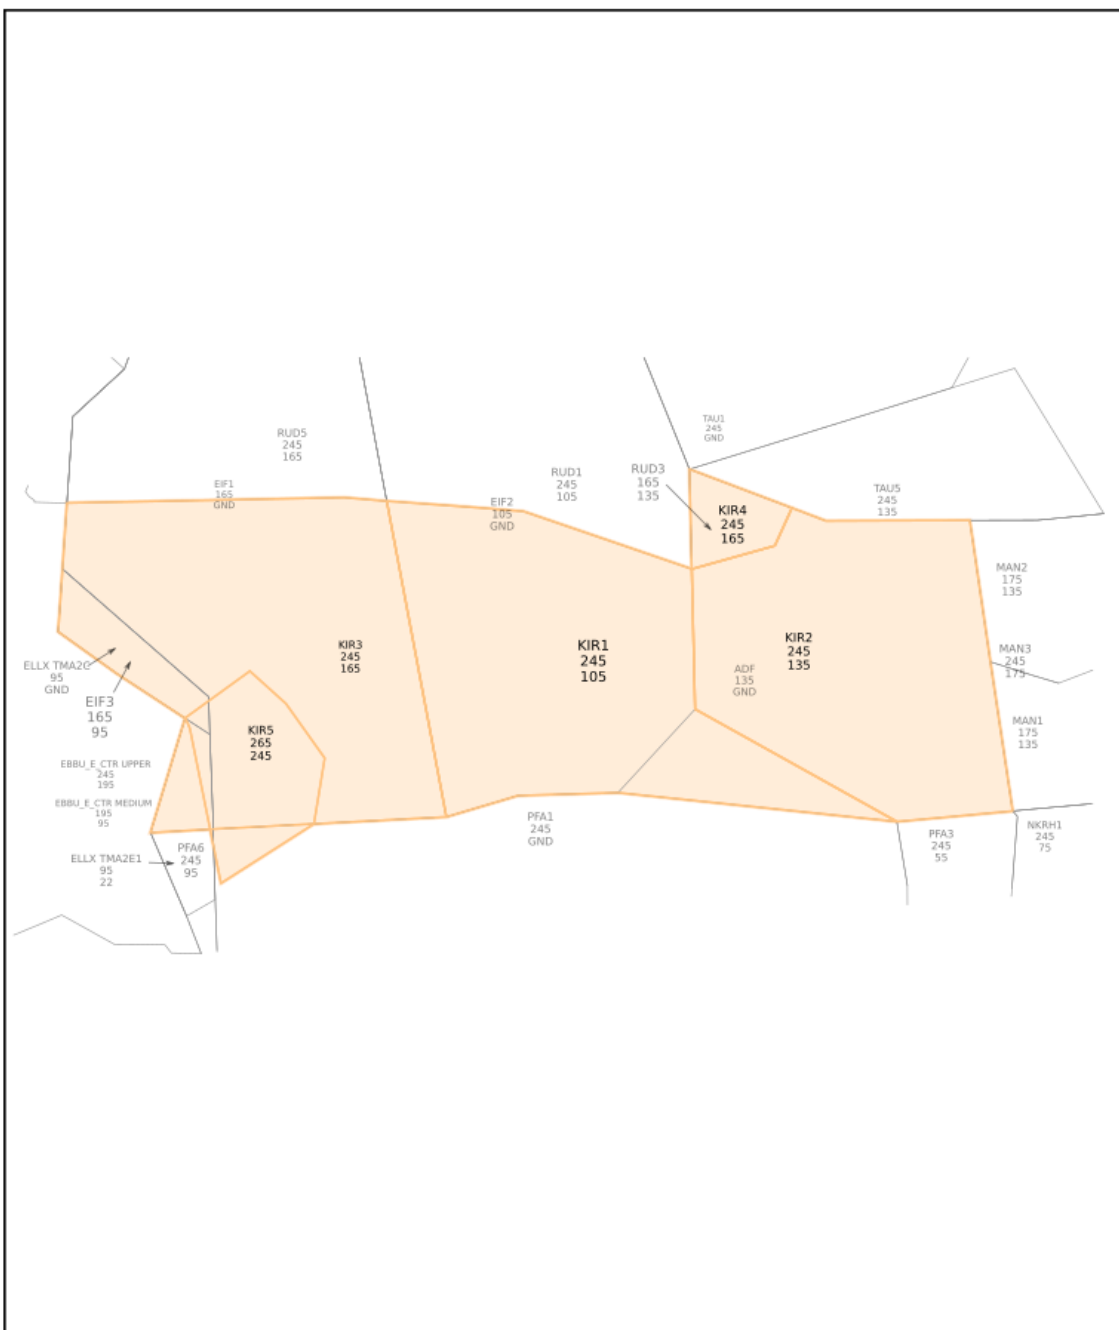 TAU1
245
GND
RUD5
245
165
RUD1
245
105
RUD3
165
135
EIF1
165
GND
EIF2
105
GND
TAU5
245
135
KIR4
245
165
MAN2
175
135
KIR3
245
165
KIR1
245
105
KIR2
245
135
MAN3
245
175
ELLX TMA2C
95
GND
ADF
135
GND
EIF3
165
95
KIR5
265
245
MAN1
175
135
EBBU_E_CTR UPPER
245
195
EBBU_E_CTR MEDIUM
195
95
PFA1
245
GND
PFA3
245
55
NKRH1
245
75
ELLX TMA2E1
95
22
PFA6
245
95